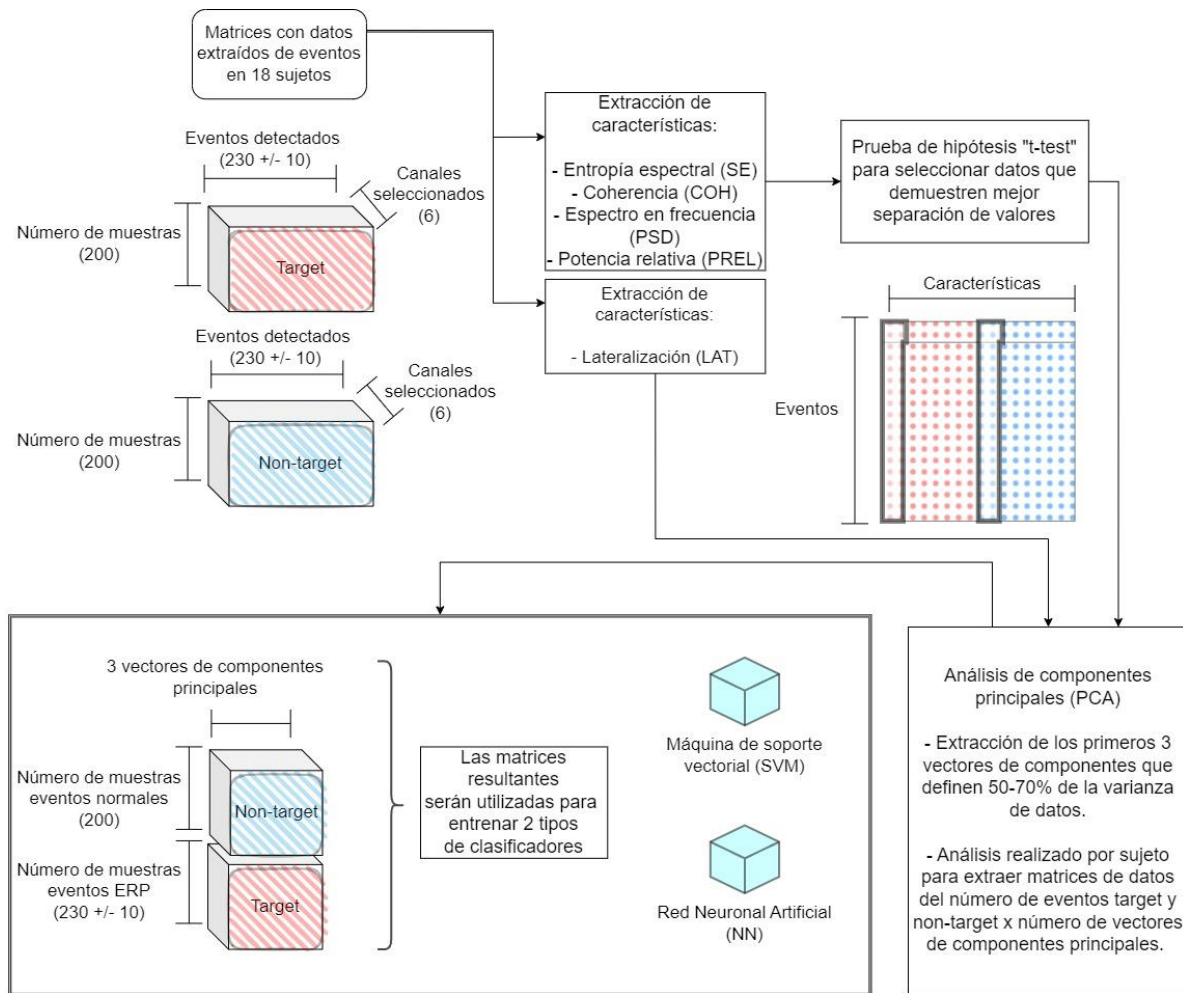 Matrices con datos
extraídos de eventos
en 18 sujetos
Eventos detectados
(230 +/- 10)
Canales
seleccionados
(6)
Número de muestras
(200)
Target
Eventos detectados
(230 +/- 10)
Canales
seleccionados
(6)
Número de muestras
(200)
Non-target
Extracción de
características:
- Entropía espectral (SE)
- Coherencia (COH)
- Espectro en frecuencia
(PSD)
- Potencia relativa (PREL)
Extracción de
características:
- Lateralización (LAT)
Prueba de hipótesis "t-test"
para seleccionar datos que
demuestren mejor
separación de valores
Características
Eventos
Análisis de componentes
principales (PCA)
- Extracción de los primeros 3
vectores de componentes que
definen 50-70% de la varianza
de datos.
- Análisis realizado por sujeto
para extraer matrices de datos
del número de eventos target y
non-target x número de vectores
de componentes principales.
3 vectores de componentes
principales
Número de muestras
eventos normales
(200)
Non-target
Número de muestras
eventos ERP
(230 +/- 10)
Target
Las matrices
resultantes
serán utilizadas para
entrenar 2 tipos
de clasificadores
Máquina de soporte
vectorial (SVM)
Red Neuronal Artificial
(NN)